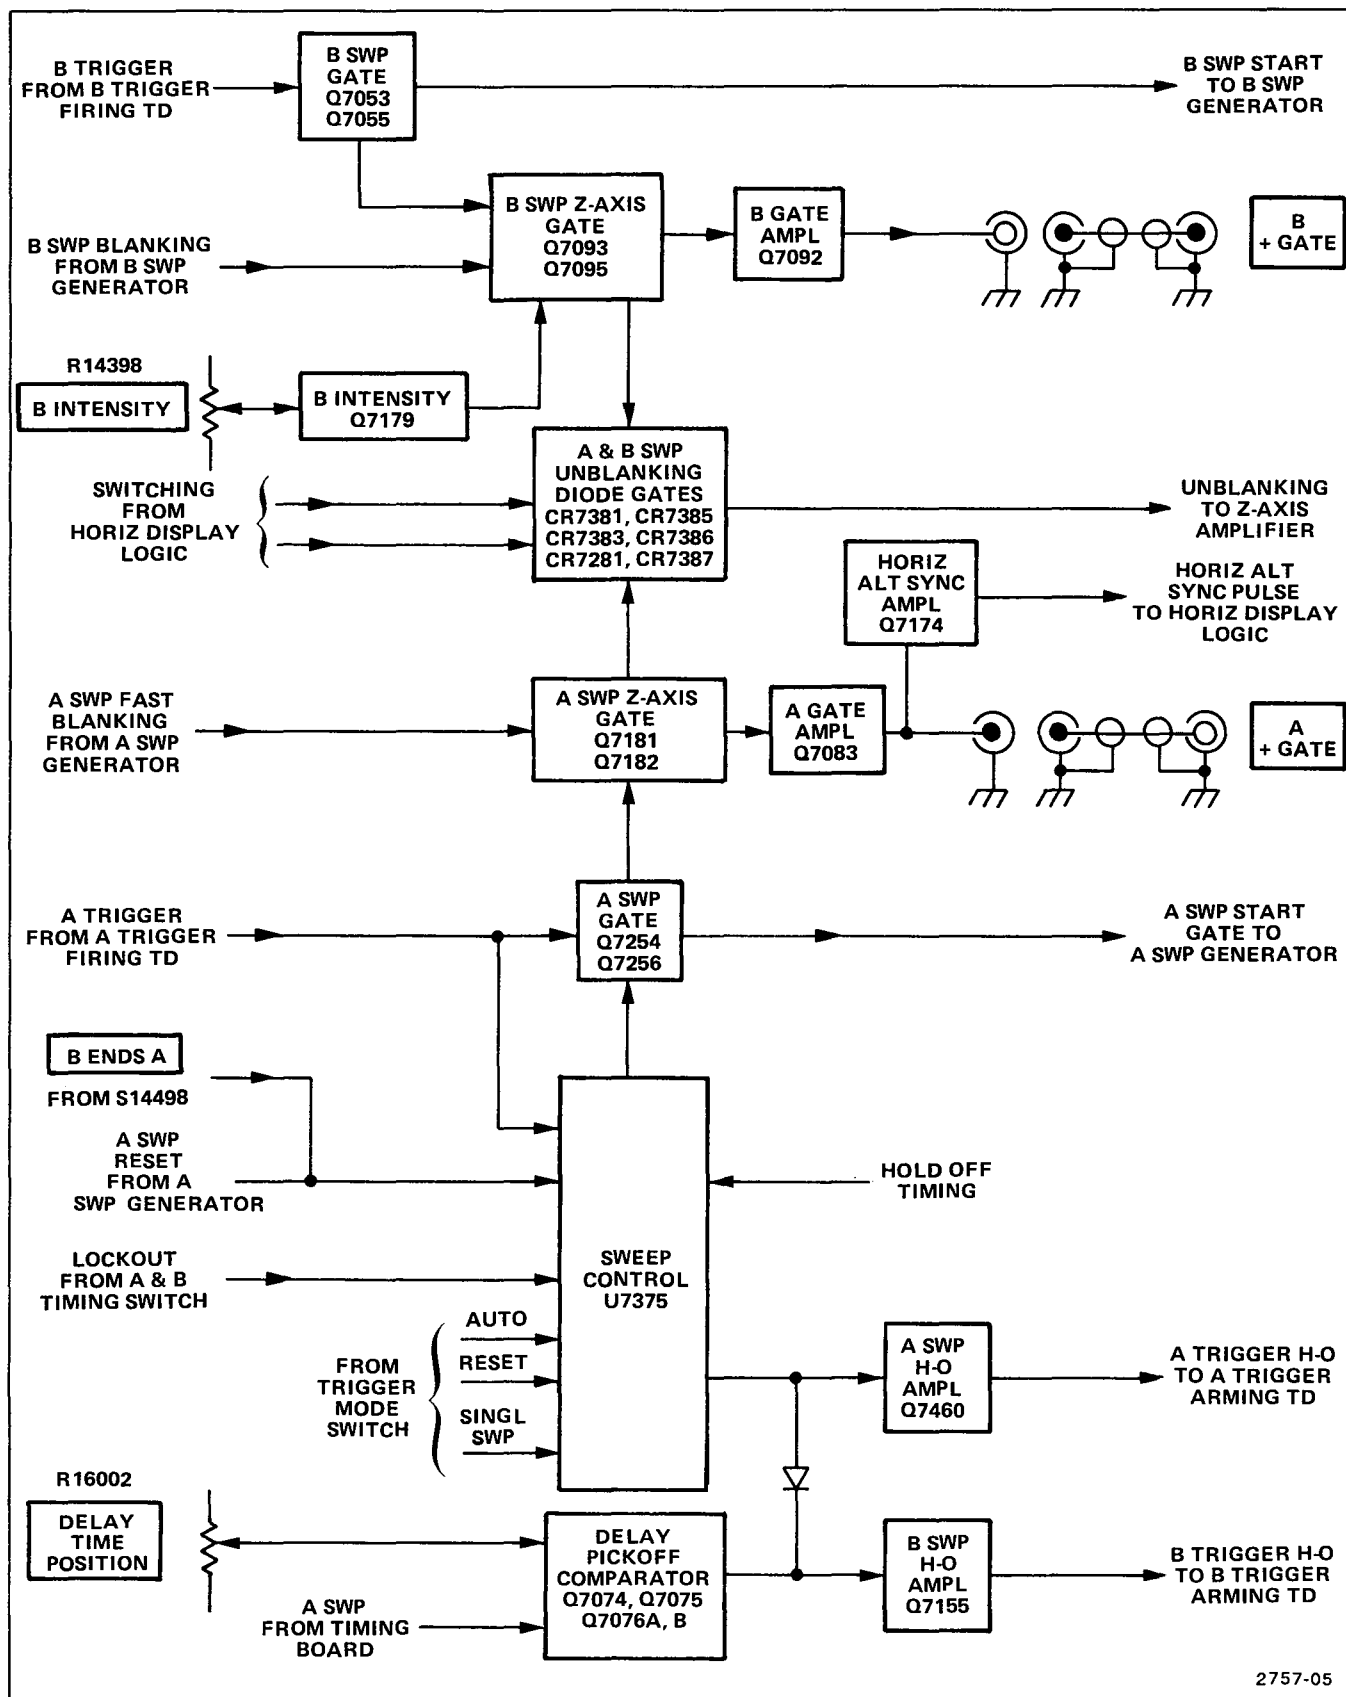 B TRIGGER
FROM B TRIGGER
FIRING TD
B SWP
GATE
Q7053
Q7055
B SWP START
TO B SWP
GENERATOR
B SWP BLANKING
FROM B SWP
GENERATOR
B SWP Z-AXIS
GATE
Q7093
Q7095
B GATE
AMPL
Q7092
B
+ GATE
R14398
B INTENSITY
B INTENSITY
Q7179
SWITCHING
FROM
HORIZ DISPLAY
LOGIC
A & B SWP
UNBLANKING
DIODE GATES
CR7381, CR7385
CR7383, CR7386
CR7281, CR7387
UNBLANKING
TO Z-AXIS
AMPLIFIER
HORIZ
ALT SYNC
AMPL
Q7174
HORIZ ALT
SYNC PULSE
TO HORIZ DISPLAY
LOGIC
A SWP FAST
BLANKING
FROM A SWP
GENERATOR
A SWP Z-AXIS
GATE
Q7181
Q7182
A GATE
AMPL
Q7083
A
+ GATE
A TRIGGER
FROM A TRIGGER
FIRING TD
A SWP
GATE
Q7254
Q7256
A SWP START
GATE TO
A SWP GENERATOR
B ENDS A
FROM S14498
A SWP
RESET
FROM A
SWP GENERATOR
HOLD OFF
TIMING
LOCKOUT
FROM A & B
TIMING SWITCH
SWEEP
CONTROL
U7375
FROM
TRIGGER
MODE
SWITCH
AUTO
RESET
SINGL
SWP
A SWP
H-O
AMPL
Q7460
A TRIGGER H-O
TO A TRIGGER
ARMING TD
R16002
DELAY
TIME
POSITION
A SWP
FROM TIMING
BOARD
DELAY
PICKOFF
COMPARATOR
Q7074, Q7075
Q7076A, B
B SWP
H-O
AMPL
Q7155
B TRIGGER H-O
TO B TRIGGER
ARMING TD
2757-05